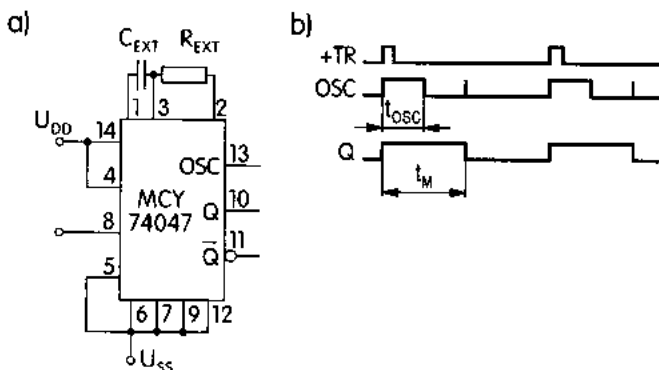 a)
C_EXT R_EXT
1 3 2
U_DD
14
4
8
5
MCY
74047
OSC 13
Q 10
Q̅ 11
6 7 9 12
U_SS
b)
+TR
OSC
t_OSC
Q
t_M